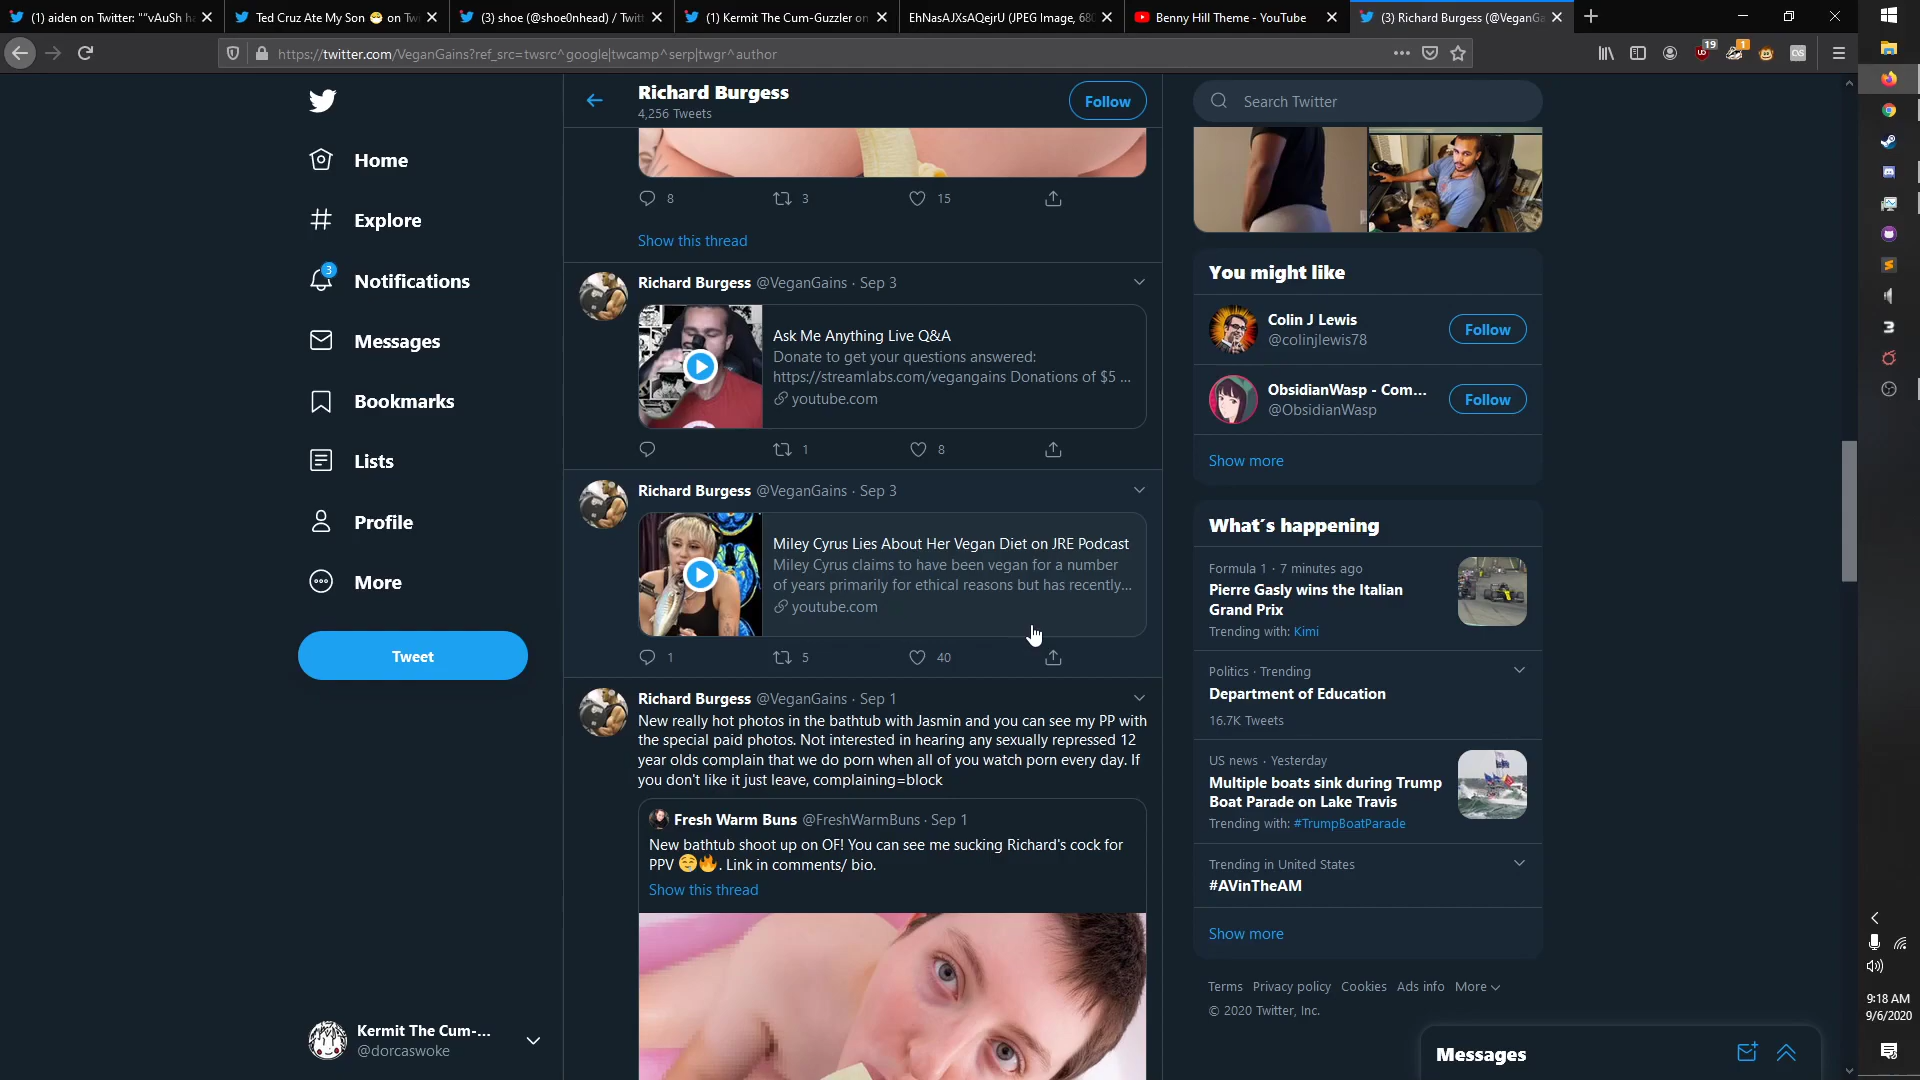 (1) aiden on Twitter: ""vAuSh ha
Ted Cruz Ate My Son 😷 on Tw
(3) shoe (@shoe0nhead) / Twitt
(1) Kermit The Cum-Guzzler on
EhNasAJXsAQejrU (JPEG Image, 680
Benny Hill Theme - YouTube
(3) Richard Burgess (@VeganGa
https://twitter.com/VeganGains?ref_src=twsrc^google|twcamp^serp|twgr^author
19
1
Home
Explore
3
Notifications
Messages
Bookmarks
Lists
Profile
More
Tweet
Kermit The Cum-...
@dorcaswoke
Richard Burgess
4,256 Tweets
Follow
8
3
15
Show this thread
Richard Burgess @VeganGains · Sep 3
Ask Me Anything Live Q&A
Donate to get your questions answered:
https://streamlabs.com/vegangains Donations of $5 ...
youtube.com
1
8
Richard Burgess @VeganGains · Sep 3
Miley Cyrus Lies About Her Vegan Diet on JRE Podcast
Miley Cyrus claims to have been vegan for a number
of years primarily for ethical reasons but has recently...
youtube.com
1
5
40
Richard Burgess @VeganGains · Sep 1
New really hot photos in the bathtub with Jasmin and you can see my PP with
the special paid photos. Not interested in hearing any sexually repressed 12
year olds complain that we do porn when all of you watch porn every day. If
you don't like it just leave, complaining=block
Fresh Warm Buns @FreshWarmBuns · Sep 1
New bathtub shoot up on OF! You can see me sucking Richard's cock for
PPV ☺️🔥. Link in comments/ bio.
Show this thread
Search Twitter
You might like
Colin J Lewis
@colinjlewis78
Follow
ObsidianWasp - Com...
@ObsidianWasp
Follow
Show more
What's happening
Formula 1 · 7 minutes ago
Pierre Gasly wins the Italian
Grand Prix
Trending with: Kimi
Politics · Trending
Department of Education
16.7K Tweets
US news · Yesterday
Multiple boats sink during Trump
Boat Parade on Lake Travis
Trending with: #TrumpBoatParade
Trending in United States
#AVinTheAM
Show more
Terms Privacy policy Cookies Ads info More
© 2020 Twitter, Inc.
Messages
9:18 AM
9/6/2020